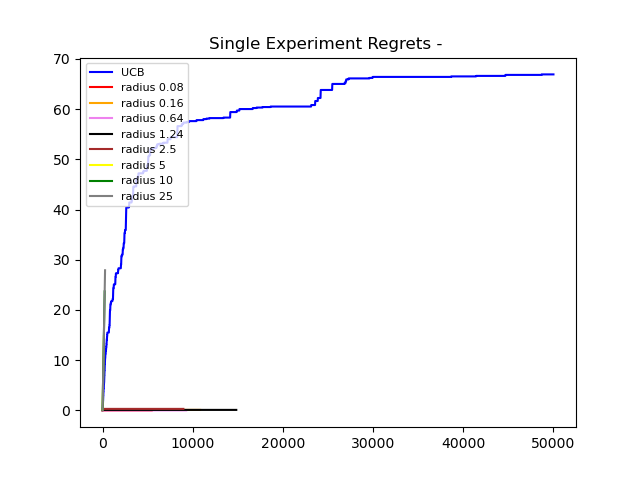 Single Experiment Regrets -
70
60
50
40
30
20
10
0
UCB
radius 0.08
radius 0.16
radius 0.64
radius 1.24
radius 2.5
radius 5
radius 10
radius 25
0 10000 20000 30000 40000 50000